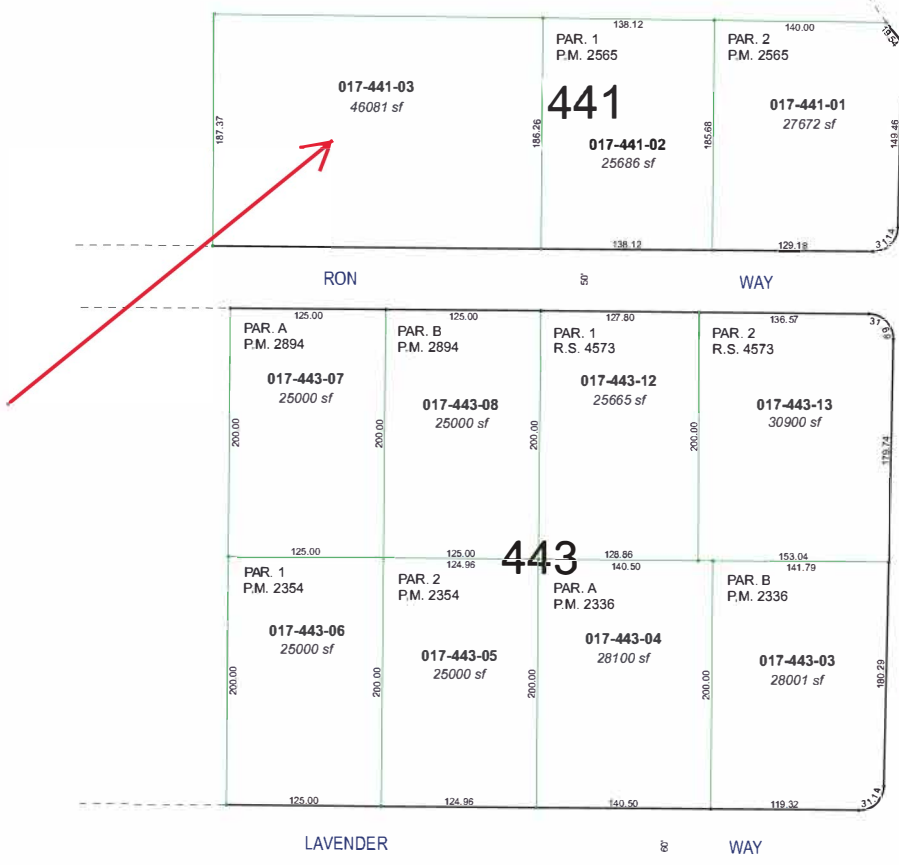 138.12
140.00
19.54
PAR. 1
P.M. 2565
PAR. 2
P.M. 2565
017-441-03
46081 sf
441
017-441-01
27672 sf
187.37
186.26
017-441-02
25686 sf
185.68
149.46
138.12
129.18
31.14
RON
50'
WAY
125.00
125.00
127.80
136.57
PAR. A
P.M. 2894
PAR. B
P.M. 2894
PAR. 1
R.S. 4573
PAR. 2
R.S. 4573
017-443-07
25000 sf
017-443-08
25000 sf
017-443-12
25665 sf
017-443-13
30900 sf
200.00
200.00
200.00
200.00
179.74
125.00
125.00
128.86
153.04
443
124.96
140.50
141.79
PAR. 1
P.M. 2354
PAR. 2
P.M. 2354
PAR. A
P.M. 2336
PAR. B
P.M. 2336
017-443-06
25000 sf
017-443-05
25000 sf
017-443-04
28100 sf
017-443-03
28001 sf
200.00
200.00
200.00
200.00
180.29
125.00
124.96
140.50
119.32
31.14
LAVENDER
60'
WAY